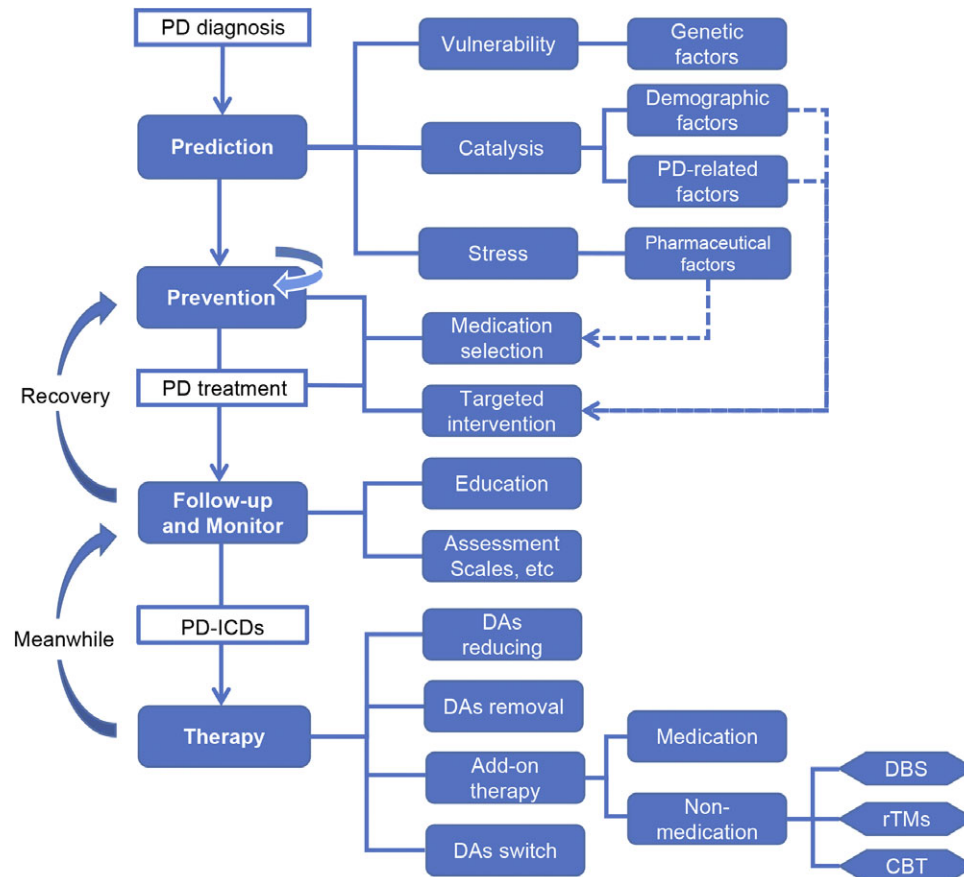 PD diagnosis
Vulnerability
Genetic
factors
Prediction
Catalysis
Demographic
factors
PD-related
factors
Stress
Pharmaceutical
factors
Prevention
Medication
selection
Recovery
PD treatment
Targeted
intervention
Follow-up
and Monitor
Education
Assessment
Scales, etc
Meanwhile
PD-ICDs
DAs
reducing
Therapy
DAs removal
Add-on
therapy
Medication
Non-
medication
DBS
rTMs
CBT
DAs switch